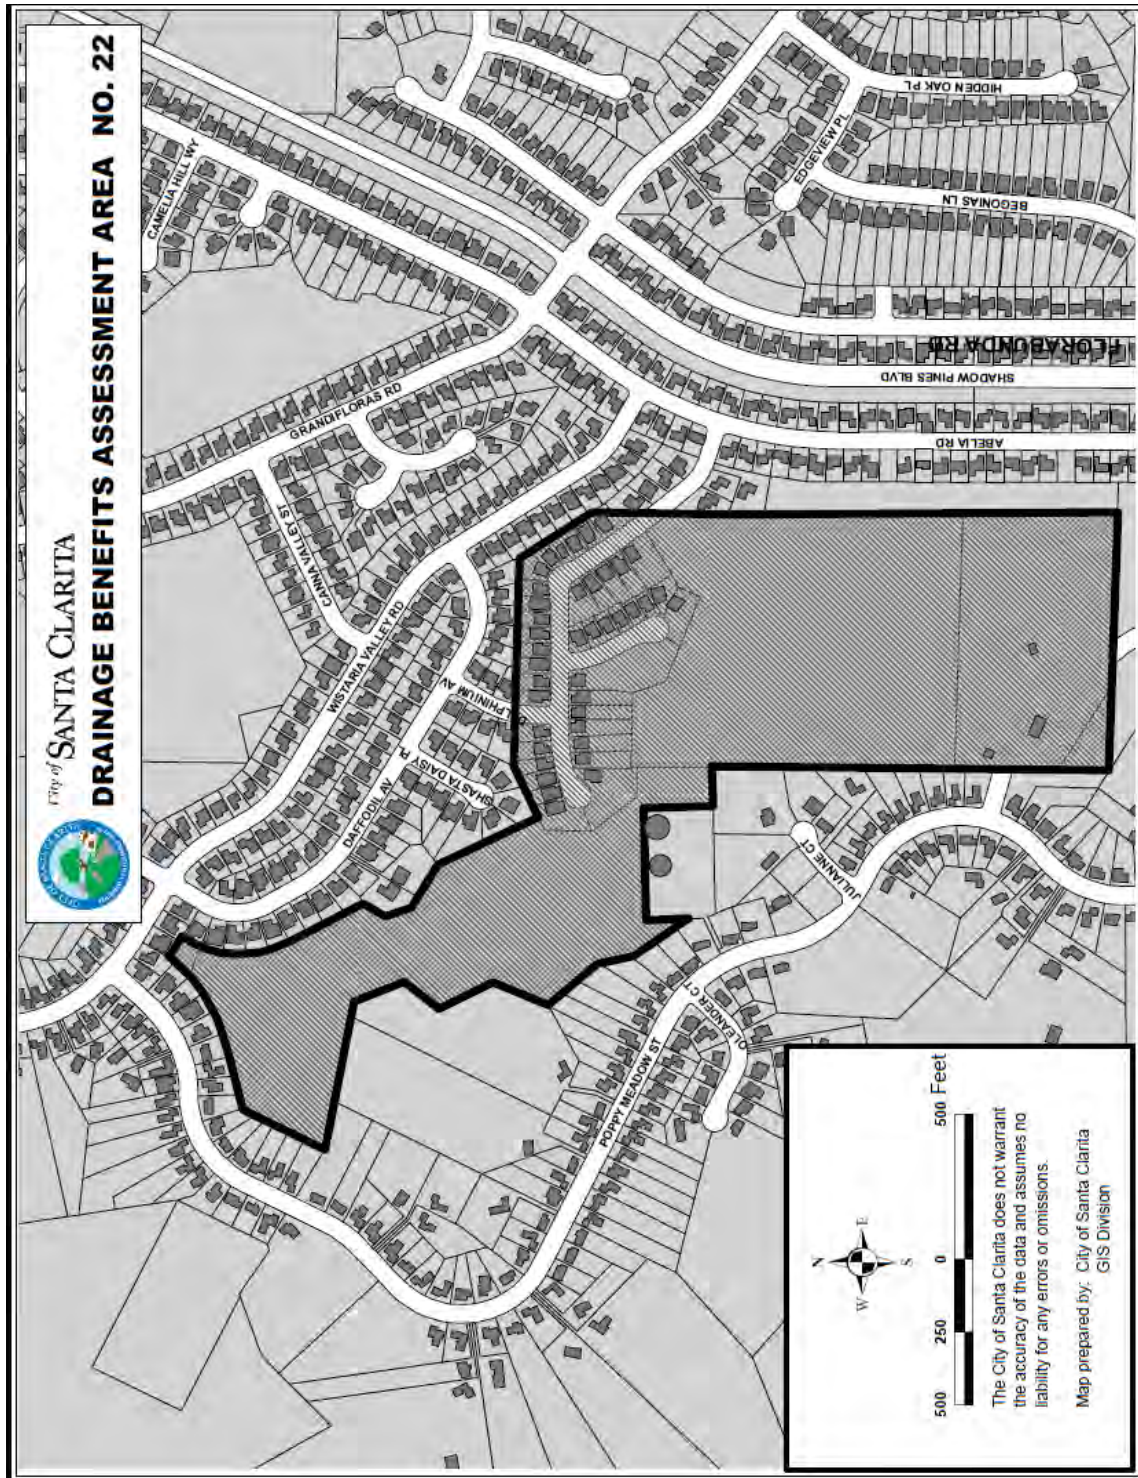 City of SANTA CLARITA
DRAINAGE BENEFITS ASSESSMENT AREA NO. 22
CAMELIA HILL WY
HIDDEN OAK PL
EDGEVIEW PL
BEGONIAS LN
GRANDIFLORAS RD
FLORABUNDA RD
SHADOW PINES BLVD
ABELIA RD
CANNA VALLEY ST
WISTARIA VALLEY RD
DELPHINIUM AV
SHASTA DAISY PL
DAFFODIL AV
JULIANNE CT
OLEANDER CT
POPPY MEADOW ST
N
W
E
S
500 250 0 500 Feet
The City of Santa Clarita does not warrant
the accuracy of the data and assumes no
liability for any errors or omissions.
Map prepared by: City of Santa Clarita
GIS Division